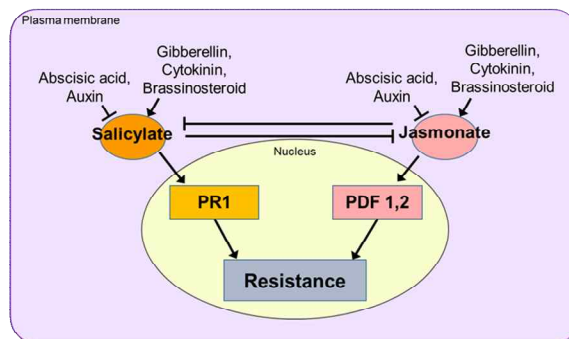 Plasma membrane
Gibberellin,
Cytokinin,
Brassinosteroid
Abscisic acid,
Auxin
Salicylate
Gibberellin,
Cytokinin,
Brassinosteroid
Abscisic acid,
Auxin
Jasmonate
Nucleus
PR1
PDF 1,2
Resistance